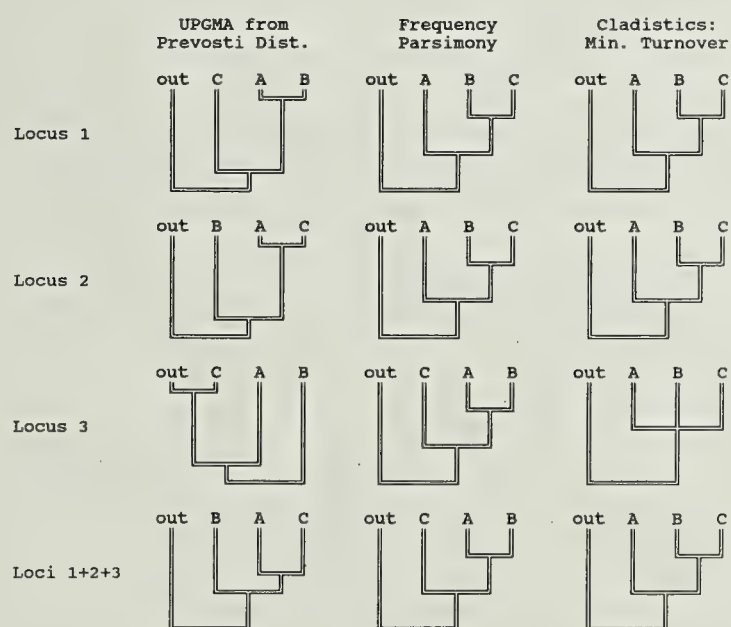 UPGMA from Frequency Cladistics:
Prevosti Dist. Parsimony Min. Turnover
out C A B out A B C out A B C
Locus 1
out B A C out A B C out A B C
Locus 2
out C A B out C A B out A B C
Locus 3
out B A C out C A B out A B C
Loci 1+2+3